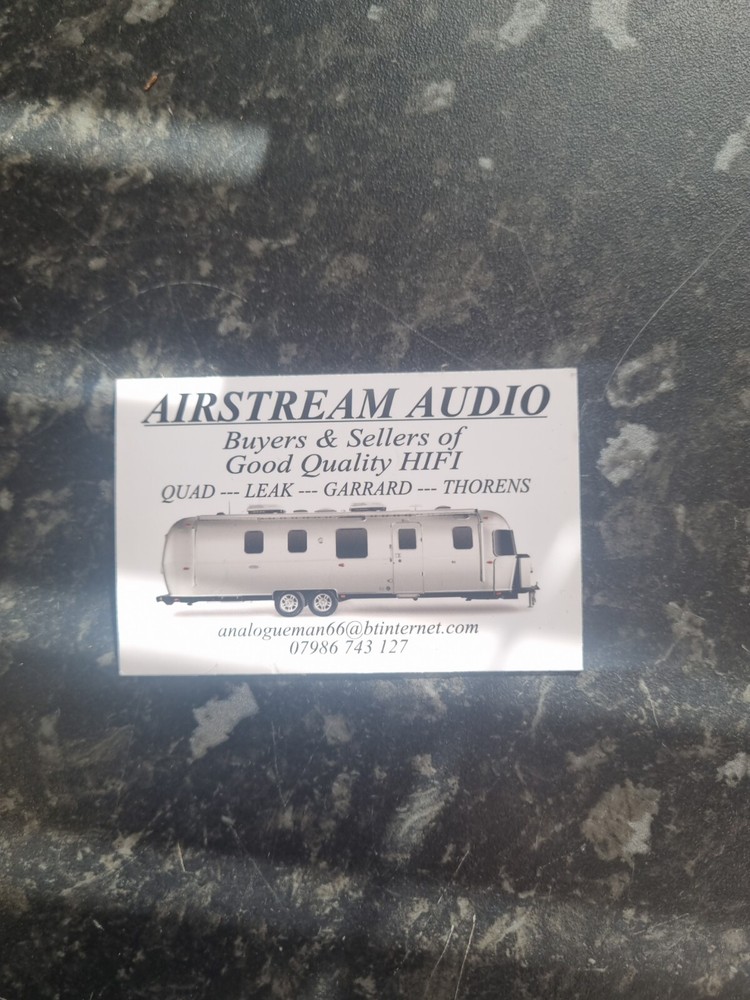 AIRSTREAM AUDIO
Buyers & Sellers of
Good Quality HIFI
QUAD --- LEAK --- GARRARD --- THORENS
analogueman66@btinternet.com
07986 743 127